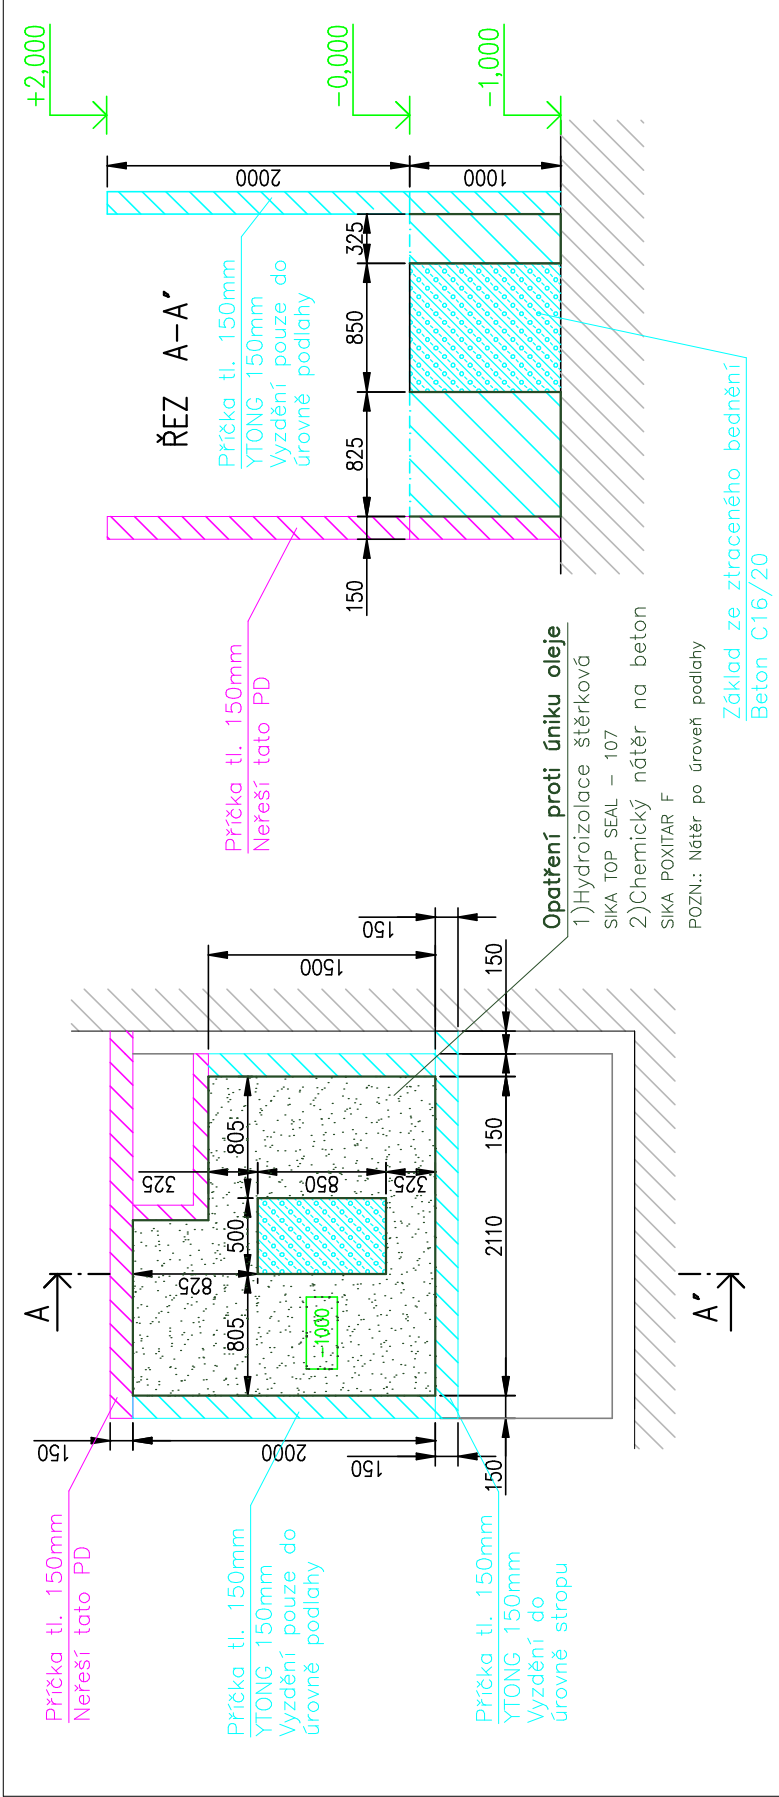 Příčka tl. 150mm
Neřeší tato PD
Příčka tl. 150mm
YTONG 150mm
Vyzdění pouze do
úrovně podlahy
Příčka tl. 150mm
YTONG 150mm
Vyzdění do
úrovně stropu
A
A'
150
2000
150
150
825
805
500
805
325
850
325
-1000
2110
150
150
1500
150
Opatření proti úniku oleje
1)Hydroizolace štěrková
SIKA TOP SEAL - 107
2)Chemický nátěr na beton
SIKA POXITAR F
POZN.: Nátěr po úroveň podlahy
Příčka tl. 150mm
Neřeší tato PD
ŘEZ A-A'
Příčka tl. 150mm
YTONG 150mm
Vyzdění pouze do
úrovně podlahy
150
825
850
325
2000
1000
+2,000
-0,000
-1,000
Základ ze ztraceného bednění
Beton C16/20